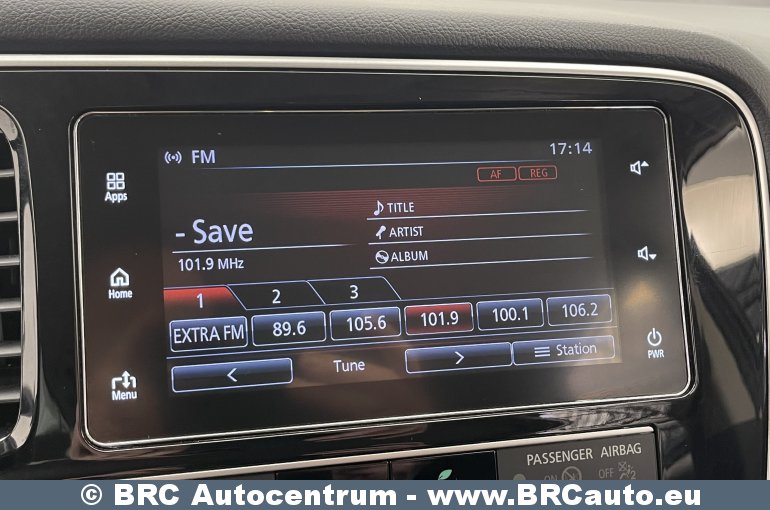 FM
17:14
AF REG
Apps
TITLE
- Save
ARTIST
101.9 MHz
ALBUM
Home
1 2 3
EXTRA FM 89.6 105.6 101.9 100.1 106.2
< Tune > Station
PWR
Menu
PASSENGER AIRBAG
ON OFF
© BRC Autocentrum - www.BRCauto.eu